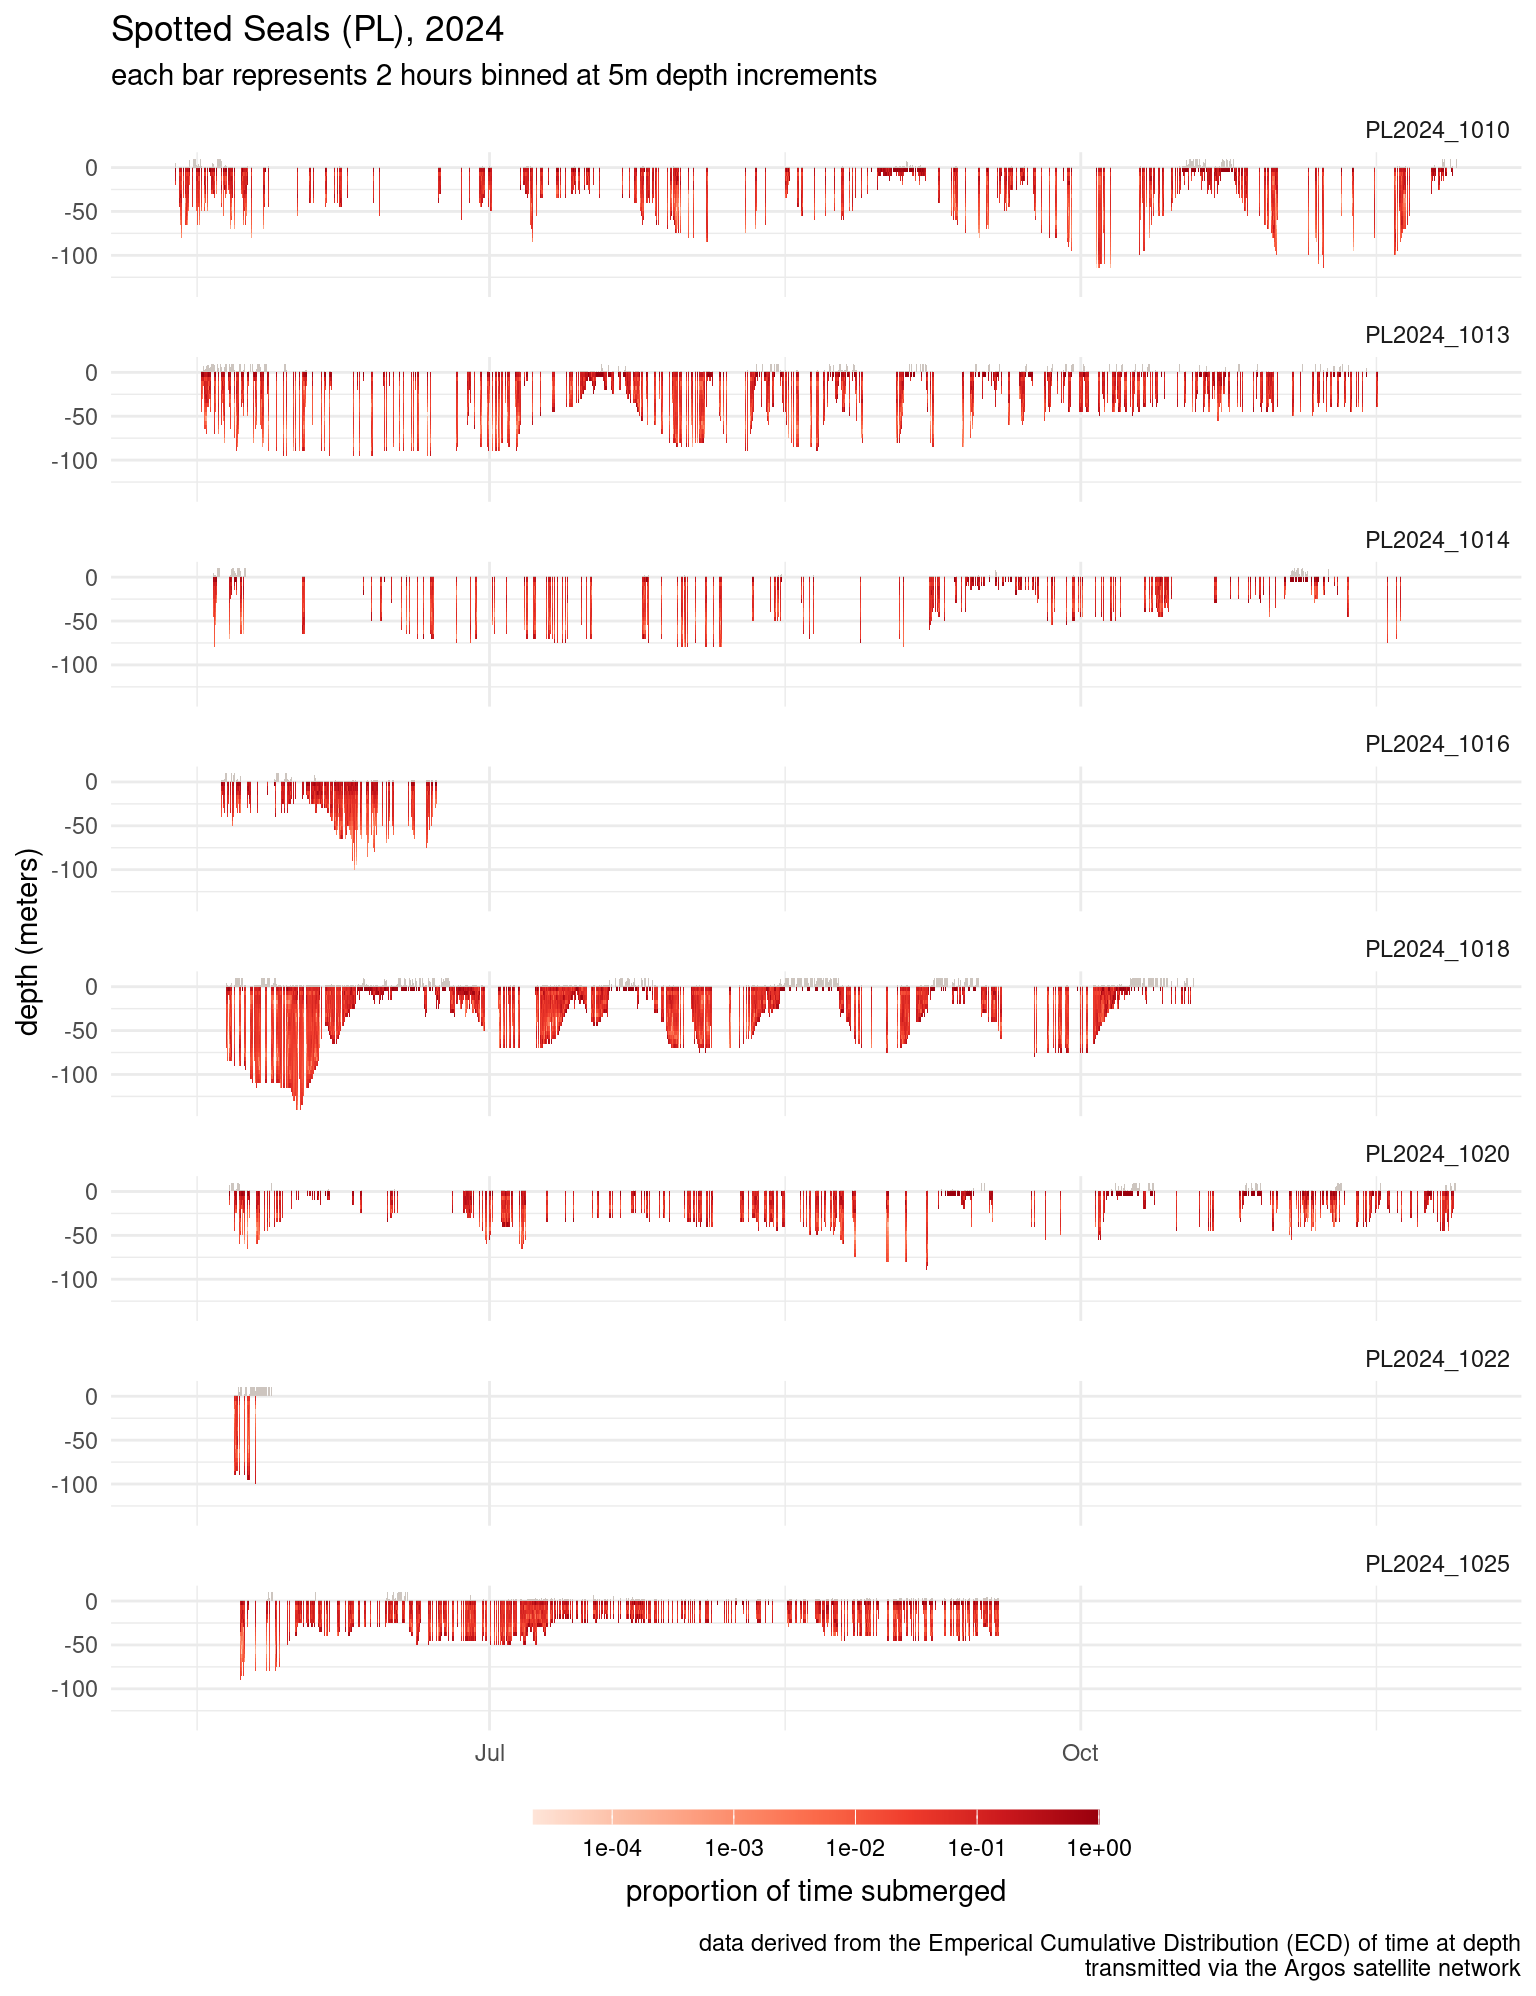 Spotted Seals (PL), 2024
each bar represents 2 hours binned at 5m depth increments
PL2024_1010
0
-50
-100
PL2024_1013
0
-50
-100
PL2024_1014
0
-50
-100
PL2024_1016
0
-50
-100
depth (meters)
PL2024_1018
0
-50
-100
PL2024_1020
0
-50
-100
PL2024_1022
0
-50
-100
PL2024_1025
0
-50
-100
Jul Oct
1e-04 1e-03 1e-02 1e-01 1e+00
proportion of time submerged
data derived from the Emperical Cumulative Distribution (ECD) of time at depth
transmitted via the Argos satellite network